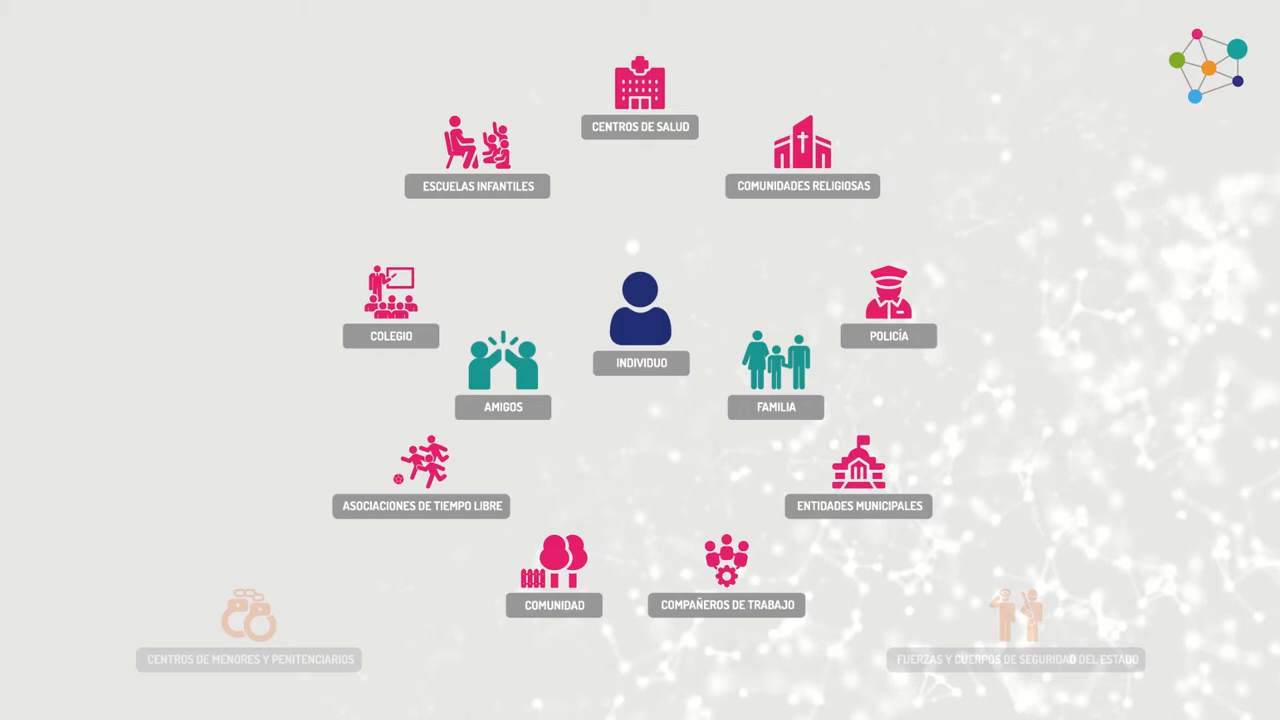 CENTROS DE SALUD
ESCUELAS INFANTILES
COMUNIDADES RELIGIOSAS
COLEGIO
POLICÍA
INDIVIDUO
AMIGOS
FAMILIA
ASOCIACIONES DE TIEMPO LIBRE
ENTIDADES MUNICIPALES
COMUNIDAD
COMPAÑEROS DE TRABAJO
CENTROS DE MENORES Y PENITENCIARIOS
FUERZAS Y CUERPOS DE SEGURIDAD DEL ESTADO